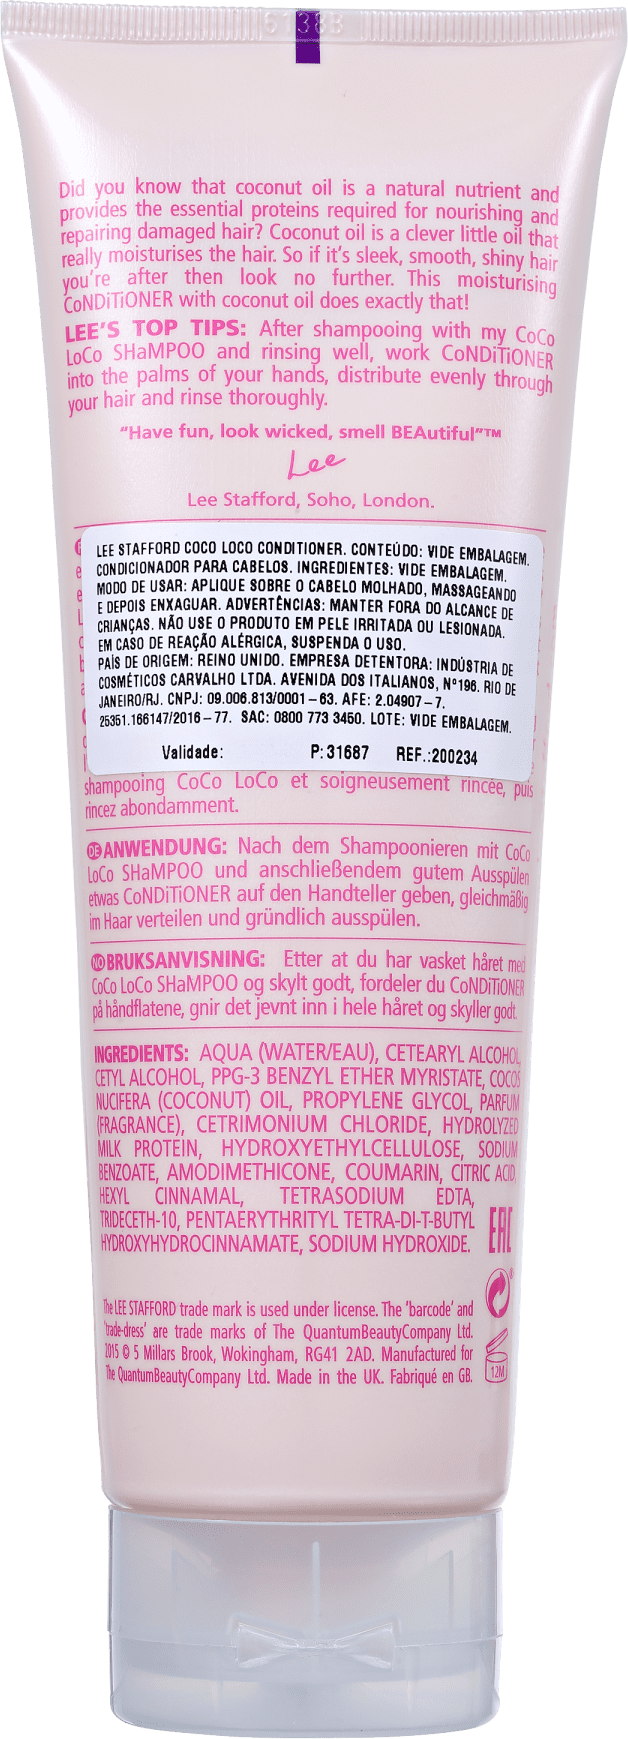 61388
Did you know that coconut oil is a natural nutrient and
provides the essential proteins required for nourishing and
repairing damaged hair? Coconut oil is a clever little oil that
really moisturises the hair. So if it's sleek, smooth, shiny hair
you're after then look no further. This moisturising
CoNDiTiONER with coconut oil does exactly that!
LEE'S TOP TIPS: After shampooing with my CoCo
LoCo SHaMPOO and rinsing well, work CoNDiTiONER
into the palms of your hands, distribute evenly through
your hair and rinse thoroughly.
"Have fun, look wicked, smell BEAutiful"™
Lee
Lee Stafford, Soho, London.
LEE STAFFORD COCO LOCO CONDITIONER. CONTEÚDO: VIDE EMBALAGEM.
CONDICIONADOR PARA CABELOS. INGREDIENTES: VIDE EMBALAGEM.
MODO DE USAR: APLIQUE SOBRE O CABELO MOLHADO, MASSAGEANDO
E DEPOIS ENXAGUAR. ADVERTÊNCIAS: MANTER FORA DO ALCANCE DE
CRIANÇAS. NÃO USE O PRODUTO EM PELE IRRITADA OU LESIONADA.
EM CASO DE REAÇÃO ALÉRGICA, SUSPENDA O USO.
PAÍS DE ORIGEM: REINO UNIDO. EMPRESA DETENTORA: INDÚSTRIA DE
COSMÉTICOS CARVALHO LTDA. AVENIDA DOS ITALIANOS, Nº196. RIO DE
JANEIRO/RJ. CNPJ: 09.006.813/0001-63. AFE: 2.04907-7.
25351.166147/2016-77. SAC: 0800 773 3450. LOTE: VIDE EMBALAGEM.
Validade: P: 31687 REF.:200234
shampooing CoCo LoCo et soigneusement rincée, puis
rincez abondamment.
DE ANWENDUNG: Nach dem Shampoonieren mit CoCo
LoCo SHaMPOO und anschließendem gutem Ausspülen
etwas CoNDiTiONER auf den Handteller geben, gleichmäßig
im Haar verteilen und gründlich ausspülen.
NO BRUKSANVISNING: Etter at du har vasket håret med
CoCo LoCo SHaMPOO og skylt godt, fordeler du CoNDiTiONER
på håndflatene, gnir det jevnt inn i hele håret og skyller godt.
INGREDIENTS: AQUA (WATER/EAU), CETEARYL ALCOHOL,
CETYL ALCOHOL, PPG-3 BENZYL ETHER MYRISTATE, COCOS
NUCIFERA (COCONUT) OIL, PROPYLENE GLYCOL, PARFUM
(FRAGRANCE), CETRIMONIUM CHLORIDE, HYDROLYZED
MILK PROTEIN, HYDROXYETHYLCELLULOSE, SODIUM
BENZOATE, AMODIMETHICONE, COUMARIN, CITRIC ACID,
HEXYL CINNAMAL, TETRASODIUM EDTA,
TRIDECETH-10, PENTAERYTHRITYL TETRA-DI-T-BUTYL
HYDROXYHYDROCINNAMATE, SODIUM HYDROXIDE.
EAC
The LEE STAFFORD trade mark is used under license. The 'barcode' and
'trade-dress' are trade marks of The QuantumBeautyCompany Ltd.
2015 © 5 Millars Brook, Wokingham, RG41 2AD. Manufactured for
The QuantumBeautyCompany Ltd. Made in the UK. Fabriqué en GB.
12M